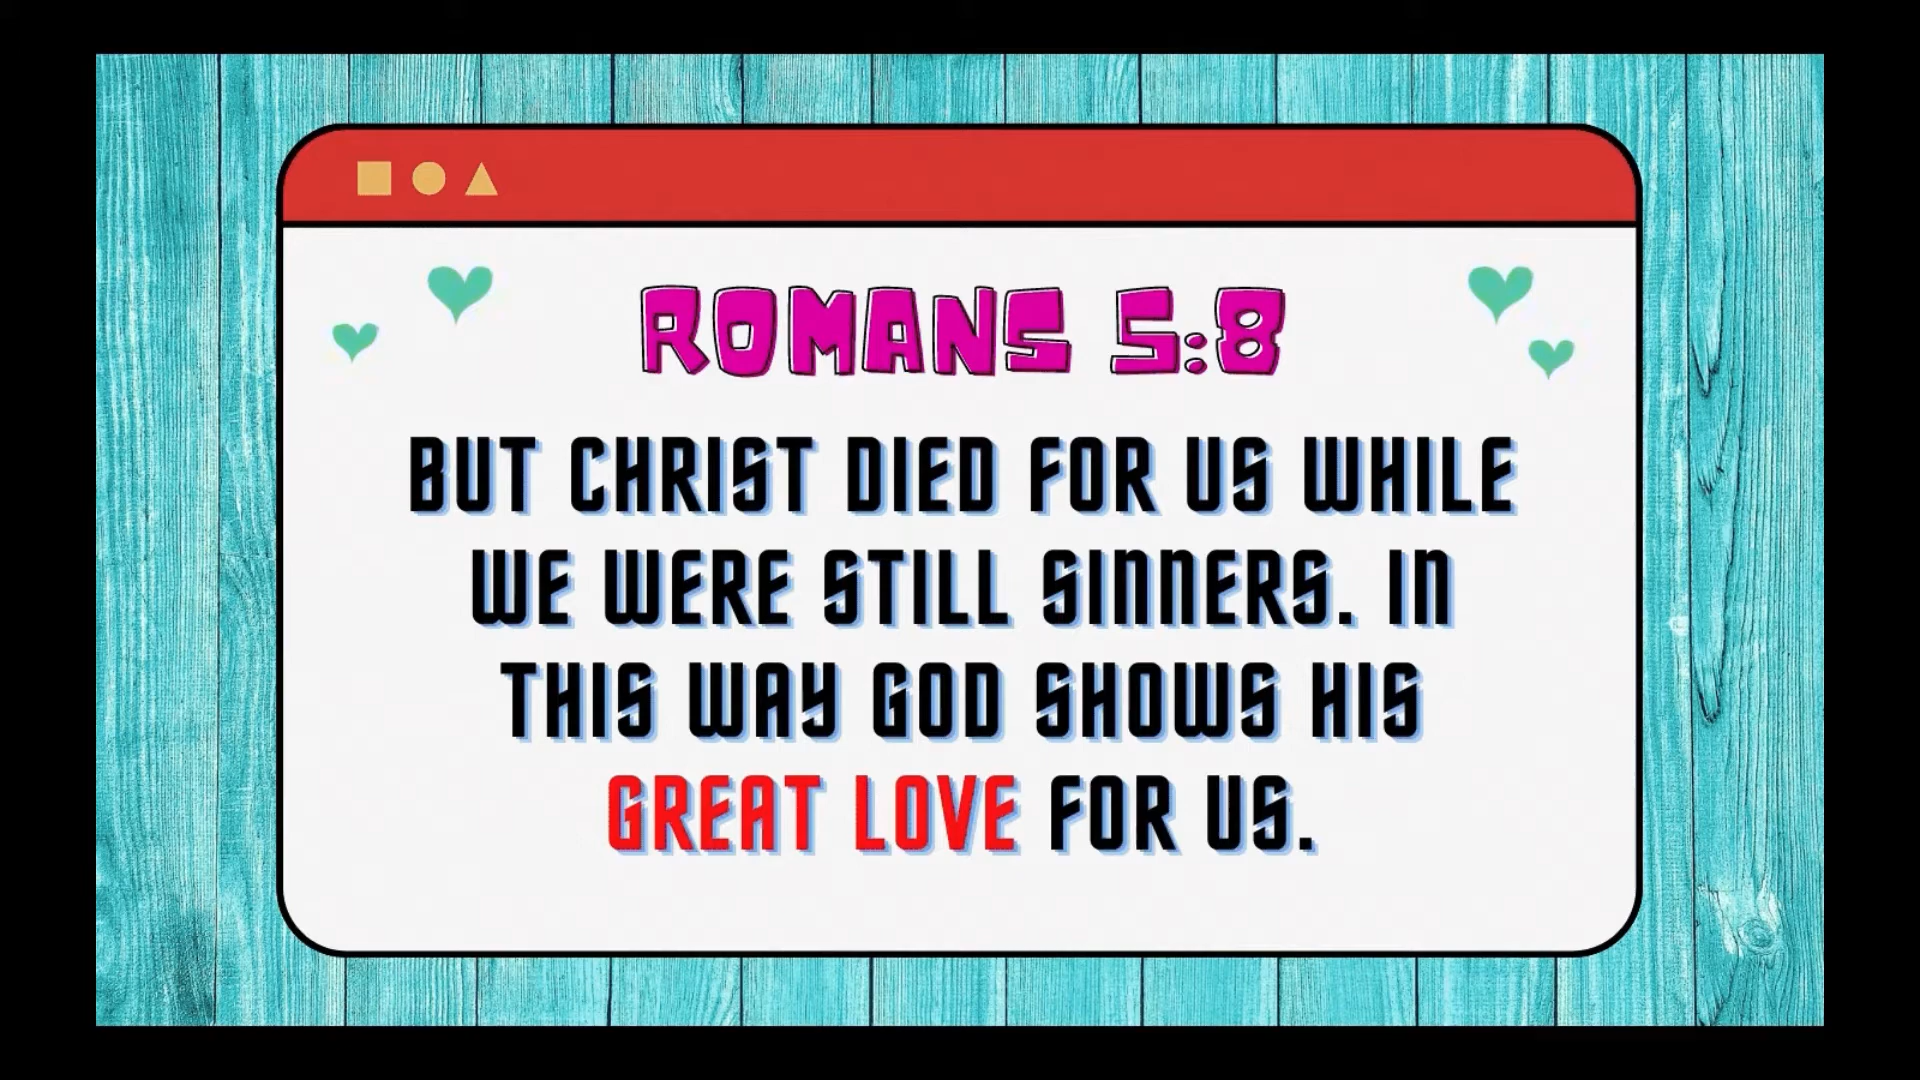 ROMANS 5:8
BUT CHRIST DIED FOR US WHILE
WE WERE STILL SINNERS. IN
THIS WAY GOD SHOWS HIS
GREAT LOVE FOR US.